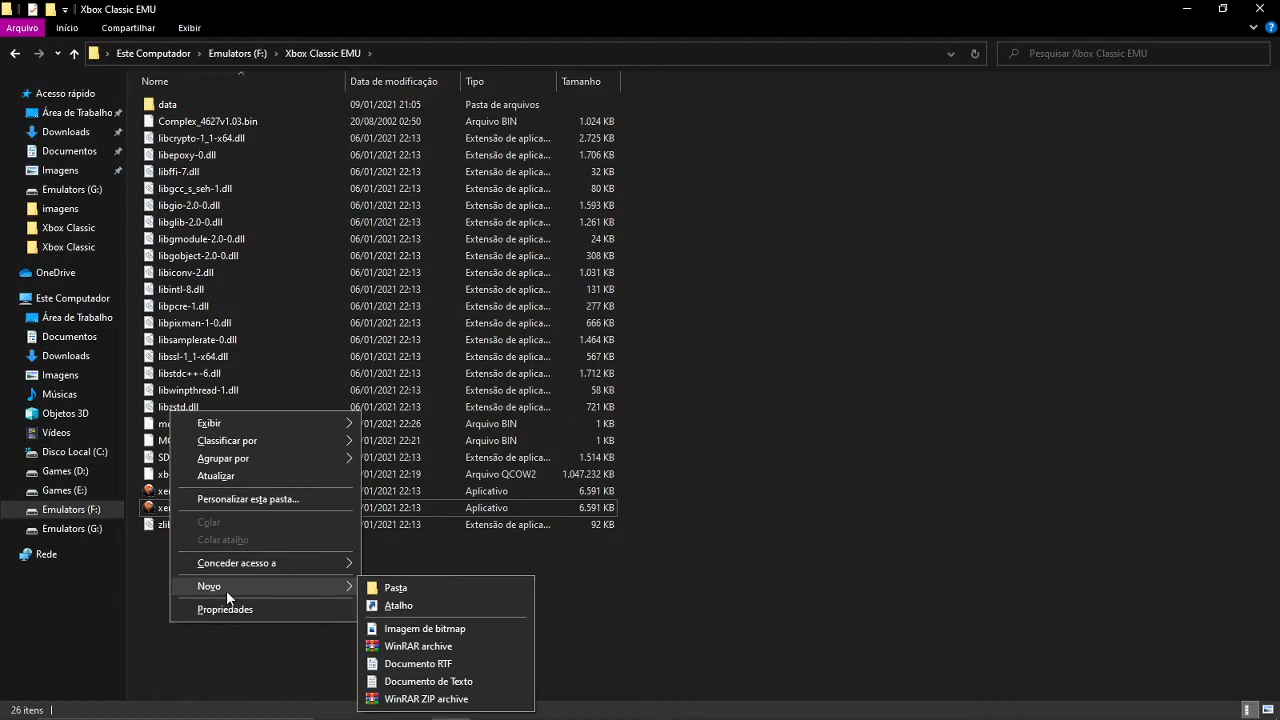 Xbox Classic EMU
Arquivo Início Compartilhar Exibir
Este Computador > Emulators (F:) > Xbox Classic EMU >
Pesquisar Xbox Classic EMU
Nome Data de modificação Tipo Tamanho
Acesso rápido
Área de Trabalho
Downloads
Documentos
Imagens
Emulators (G:)
imagens
Xbox Classic
Xbox Classic
OneDrive
Este Computador
Área de Trabalho
Documentos
Downloads
Imagens
Músicas
Objetos 3D
Vídeos
Disco Local (C:)
Games (D:)
Games (E:)
Emulators (F:)
Emulators (G:)
Rede
data 09/01/2021 21:05 Pasta de arquivos
Complex_4627v1.03.bin 20/08/2002 02:50 Arquivo BIN 1.024 KB
libcrypto-1_1-x64.dll 06/01/2021 22:13 Extensão de aplica... 2.725 KB
libepoxy-0.dll 06/01/2021 22:13 Extensão de aplica... 1.706 KB
libffi-7.dll 06/01/2021 22:13 Extensão de aplica... 32 KB
libgcc_s_seh-1.dll 06/01/2021 22:13 Extensão de aplica... 80 KB
libgio-2.0-0.dll 06/01/2021 22:13 Extensão de aplica... 1.593 KB
libglib-2.0-0.dll 06/01/2021 22:13 Extensão de aplica... 1.261 KB
libgmodule-2.0-0.dll 06/01/2021 22:13 Extensão de aplica... 24 KB
libgobject-2.0-0.dll 06/01/2021 22:13 Extensão de aplica... 308 KB
libiconv-2.dll 06/01/2021 22:13 Extensão de aplica... 1.031 KB
libintl-8.dll 06/01/2021 22:13 Extensão de aplica... 131 KB
libpcre-1.dll 06/01/2021 22:13 Extensão de aplica... 277 KB
libpixman-1-0.dll 06/01/2021 22:13 Extensão de aplica... 666 KB
libsamplerate-0.dll 06/01/2021 22:13 Extensão de aplica... 1.464 KB
libssl-1_1-x64.dll 06/01/2021 22:13 Extensão de aplica... 567 KB
libstdc++-6.dll 06/01/2021 22:13 Extensão de aplica... 1.712 KB
libwinpthread-1.dll 06/01/2021 22:13 Extensão de aplica... 58 KB
libzstd.dll 06/01/2021 22:13 Extensão de aplica... 721 KB
22:26 Arquivo BIN 1 KB
22:21 Arquivo BIN 1 KB
SD 22:13 Extensão de aplica... 1.514 KB
xb 22:19 Arquivo QCOW2 1.047.232 KB
22:13 Aplicativo 6.591 KB
22:13 Aplicativo 6.591 KB
zlib 22:13 Extensão de aplica... 92 KB
Exibir
Classificar por
Agrupar por
Atualizar
Personalizar esta pasta...
Colar
Colar atalho
Conceder acesso a
Novo
Propriedades
Pasta
Atalho
Imagem de bitmap
WinRAR archive
Documento RTF
Documento de Texto
WinRAR ZIP archive
26 itens